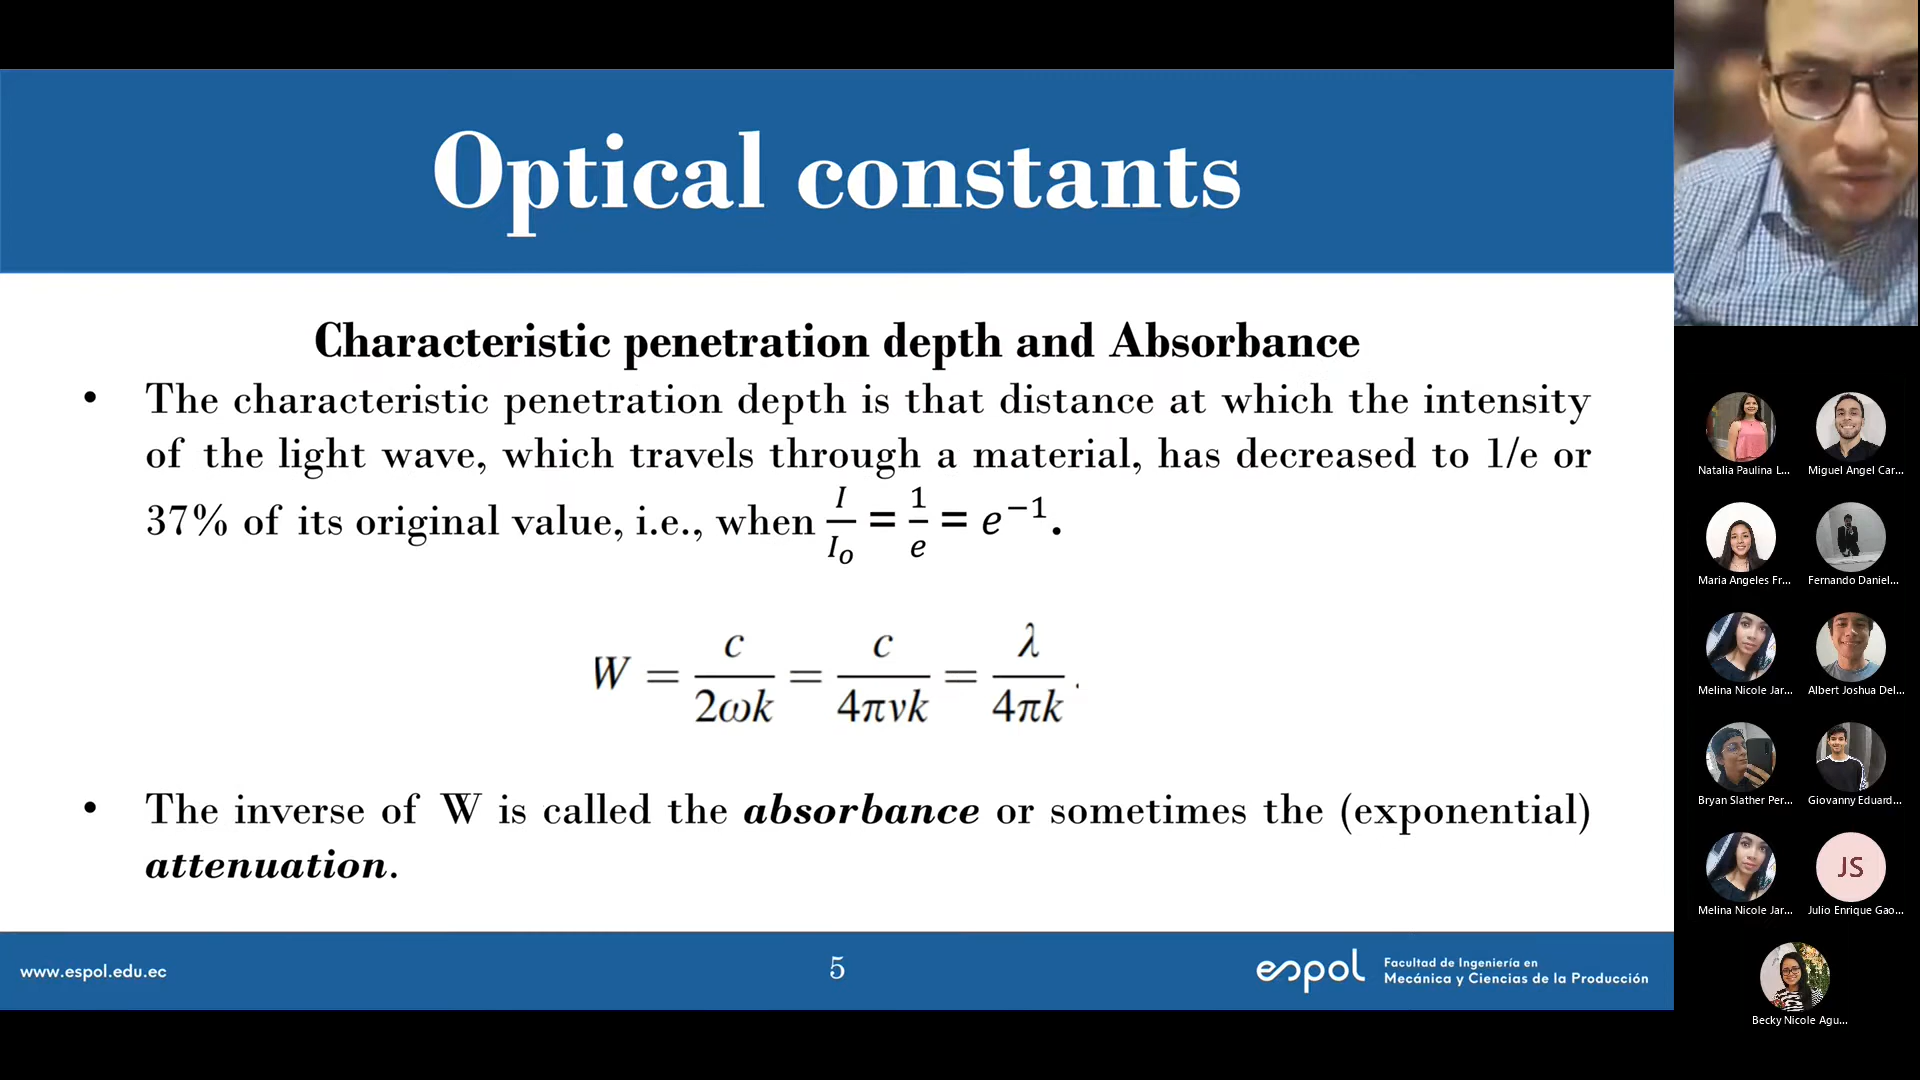 Optical constants
Characteristic penetration depth and Absorbance
• The characteristic penetration depth is that distance at which the intensity
of the light wave, which travels through a material, has decreased to 1/e or
37% of its original value, i.e., when I/I_o = 1/e = e^−1.
W = c/2ωk = c/4πνk = λ/4πk.
• The inverse of W is called the absorbance or sometimes the (exponential)
attenuation.
www.espol.edu.ec
5
espol
Facultad de Ingeniería en
Mecánica y Ciencias de la Producción
Natalia Paulina L...
Miguel Angel Car...
Maria Angeles Fr...
Fernando Daniel...
Melina Nicole Jar...
Albert Joshua Del...
Bryan Slather Per...
Giovanny Eduard...
Melina Nicole Jar...
JS
Julio Enrique Gao...
Becky Nicole Agu...